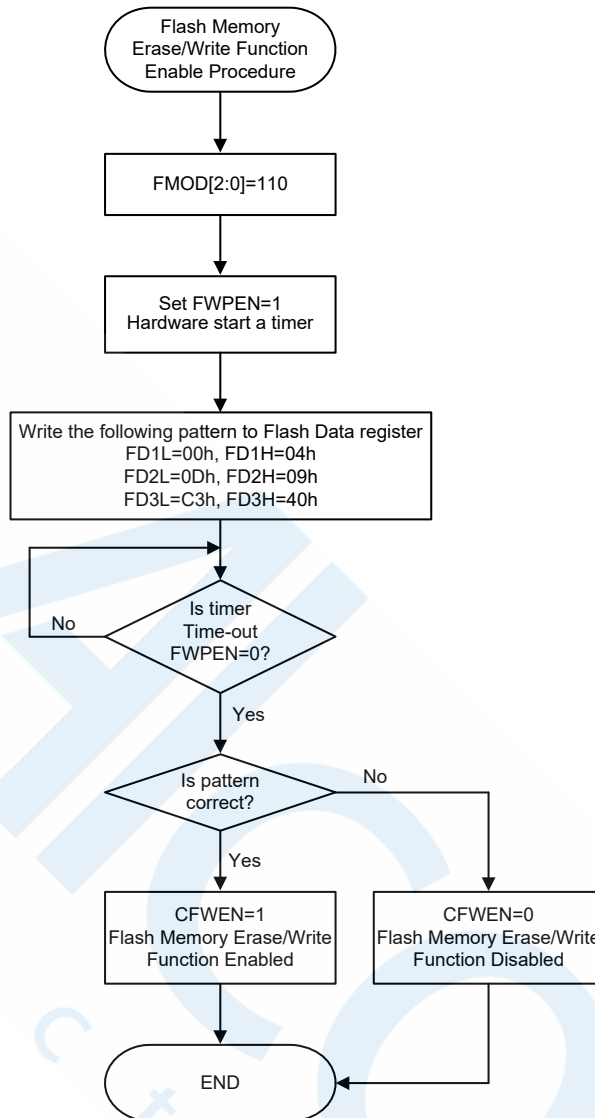 Flash Memory
Erase/Write Function
Enable Procedure
FMOD[2:0]=110
Set FWPEN=1
Hardware start a timer
Write the following pattern to Flash Data register
FD1L=00h, FD1H=04h
FD2L=0Dh, FD2H=09h
FD3L=C3h, FD3H=40h
Is timer
Time-out
FWPEN=0?
No
Yes
Is pattern
correct?
No
Yes
CFWEN=1
Flash Memory Erase/Write
Function Enabled
CFWEN=0
Flash Memory Erase/Write
Function Disabled
END